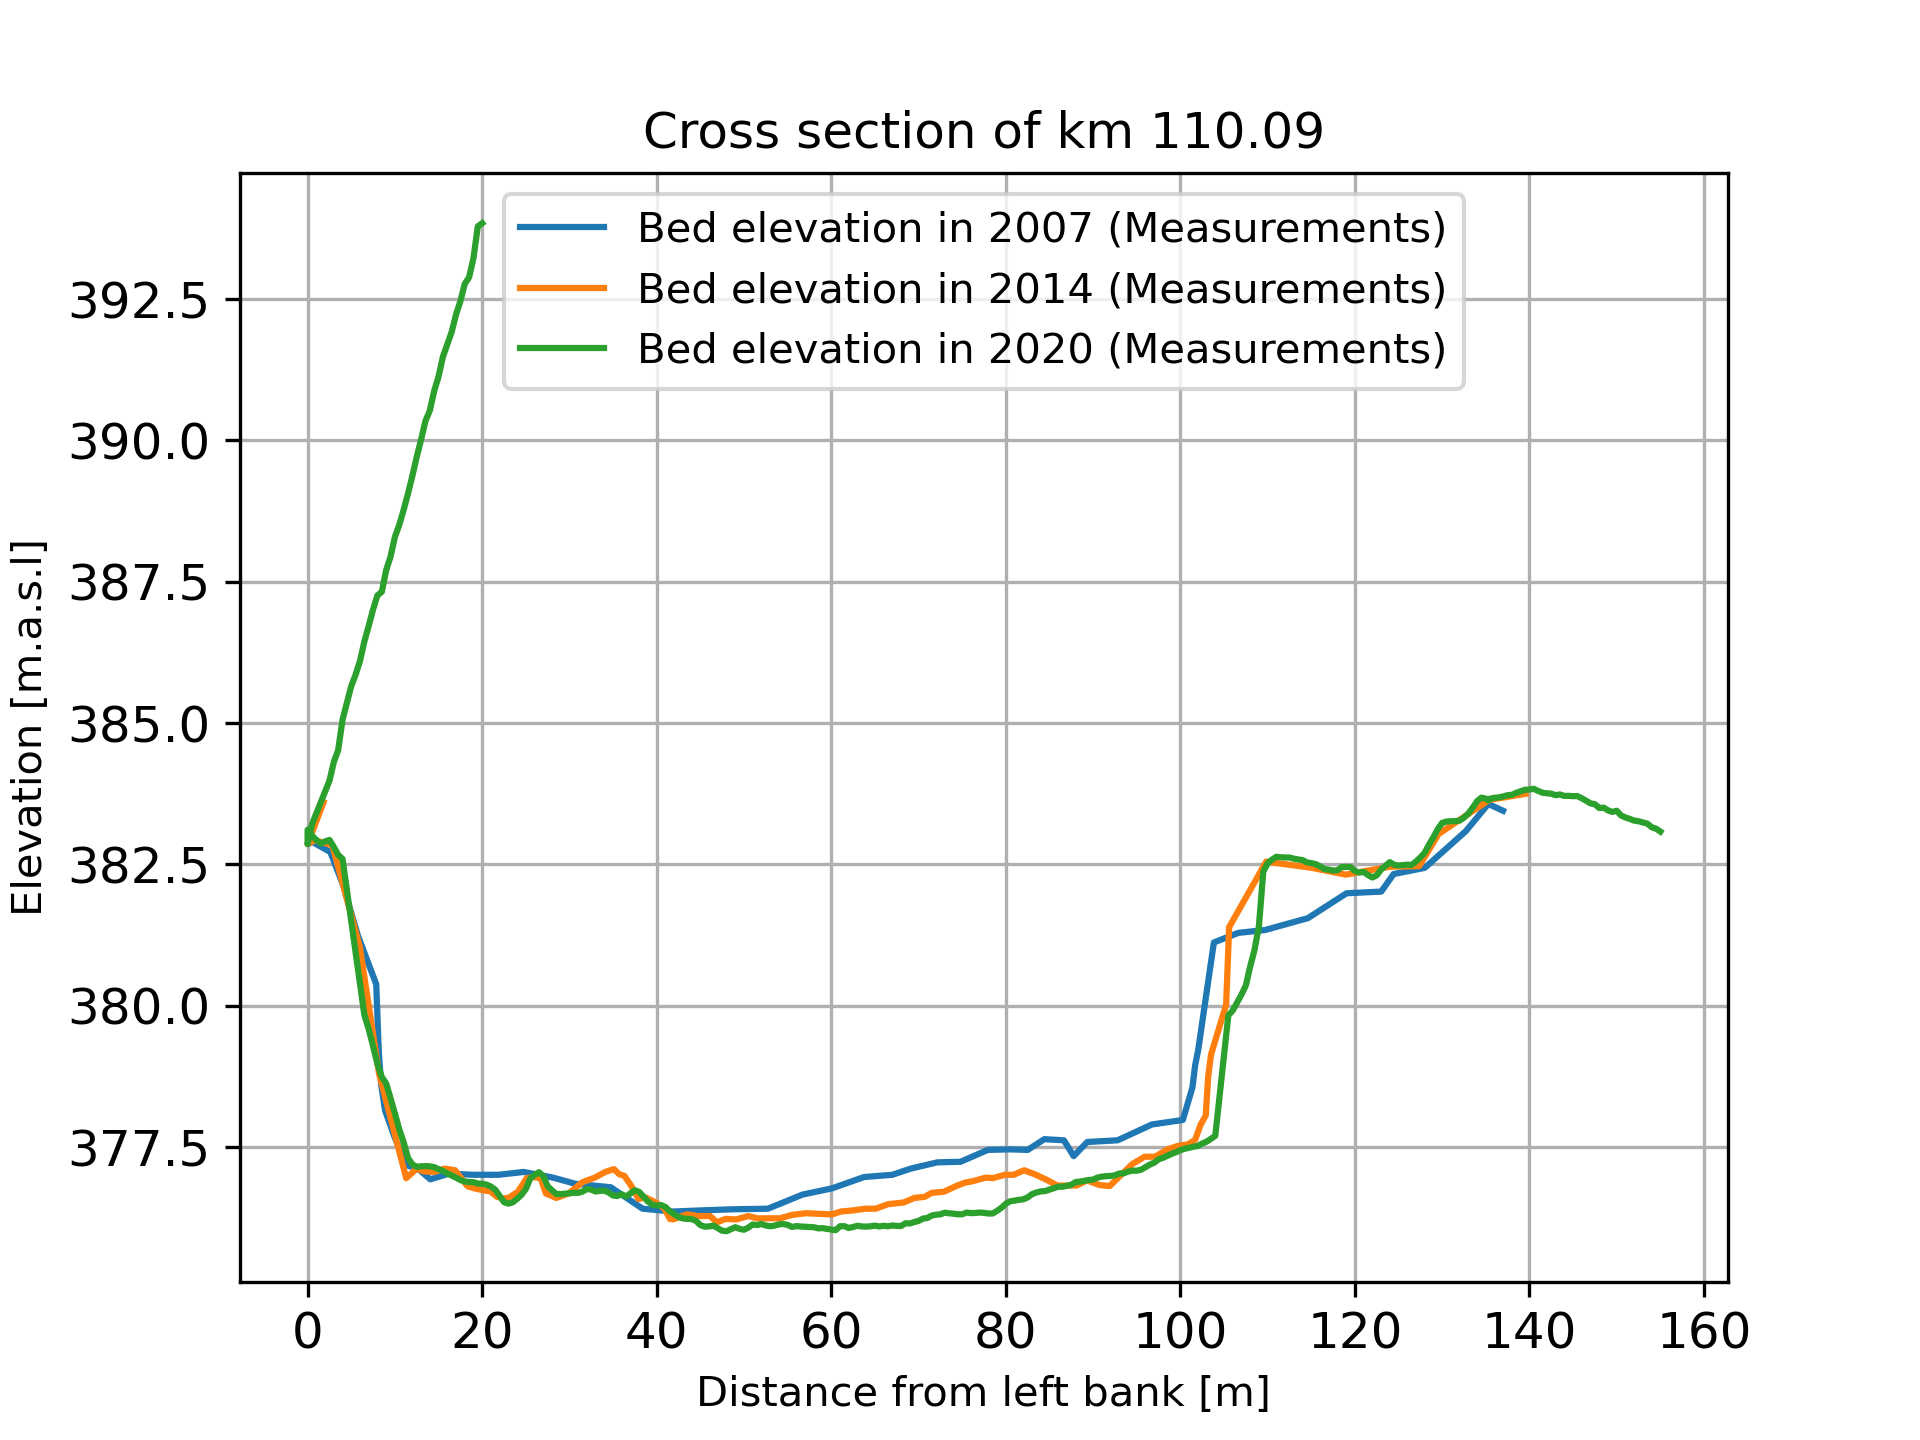 Cross section of km 110.09
Bed elevation in 2007 (Measurements)
Bed elevation in 2014 (Measurements)
Bed elevation in 2020 (Measurements)
392.5
390.0
387.5
385.0
382.5
380.0
377.5
Elevation [m.a.s.l]
0 20 40 60 80 100 120 140 160
Distance from left bank [m]